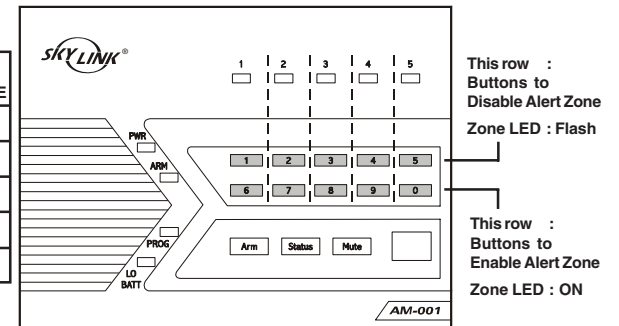 SKYLINK®
1 2 3 4 5
PWR
ARM
1 2 3 4 5
6 7 8 9 0
PROG
LO
BATT
Arm Status Mute
AM-001
E
This row :
Buttons to
Disable Alert Zone
Zone LED : Flash
This row :
Buttons to
Enable Alert Zone
Zone LED : ON